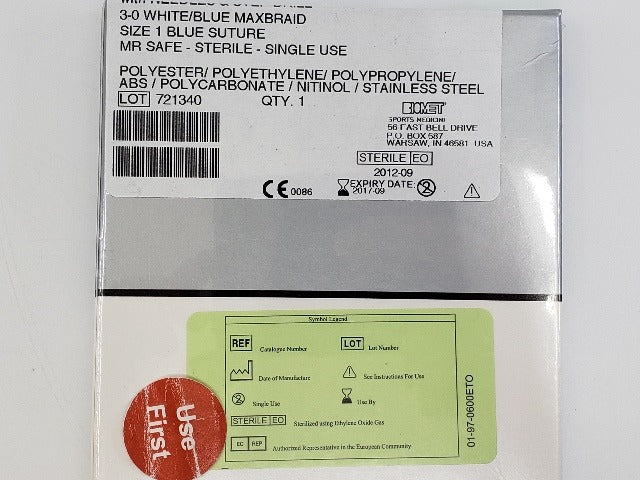 3-0 WHITE/BLUE MAXBRAID
SIZE 1 BLUE SUTURE
MR SAFE - STERILE - SINGLE USE
POLYESTER/ POLYETHYLENE/ POLYPROPYLENE/
ABS / POLYCARBONATE / NITINOL / STAINLESS STEEL
LOT 721340 QTY. 1
BIOMET
SPORTS MEDICINE
56 EAST BELL DRIVE
P.O. BOX 587
WARSAW, IN 46581 USA
STERILE EO
2012-09
CE 0086 EXPIRY DATE: 2
2017-09
Symbol Legend
REF Catalogue Number LOT Lot Number
Date of Manufacture See Instructions For Use
2 Single Use Use By
STERILE EO Sterilized using Ethylene Oxide Gas
EC REP Authorized Representative in the European Community
01-97-0600ETO
Use
First